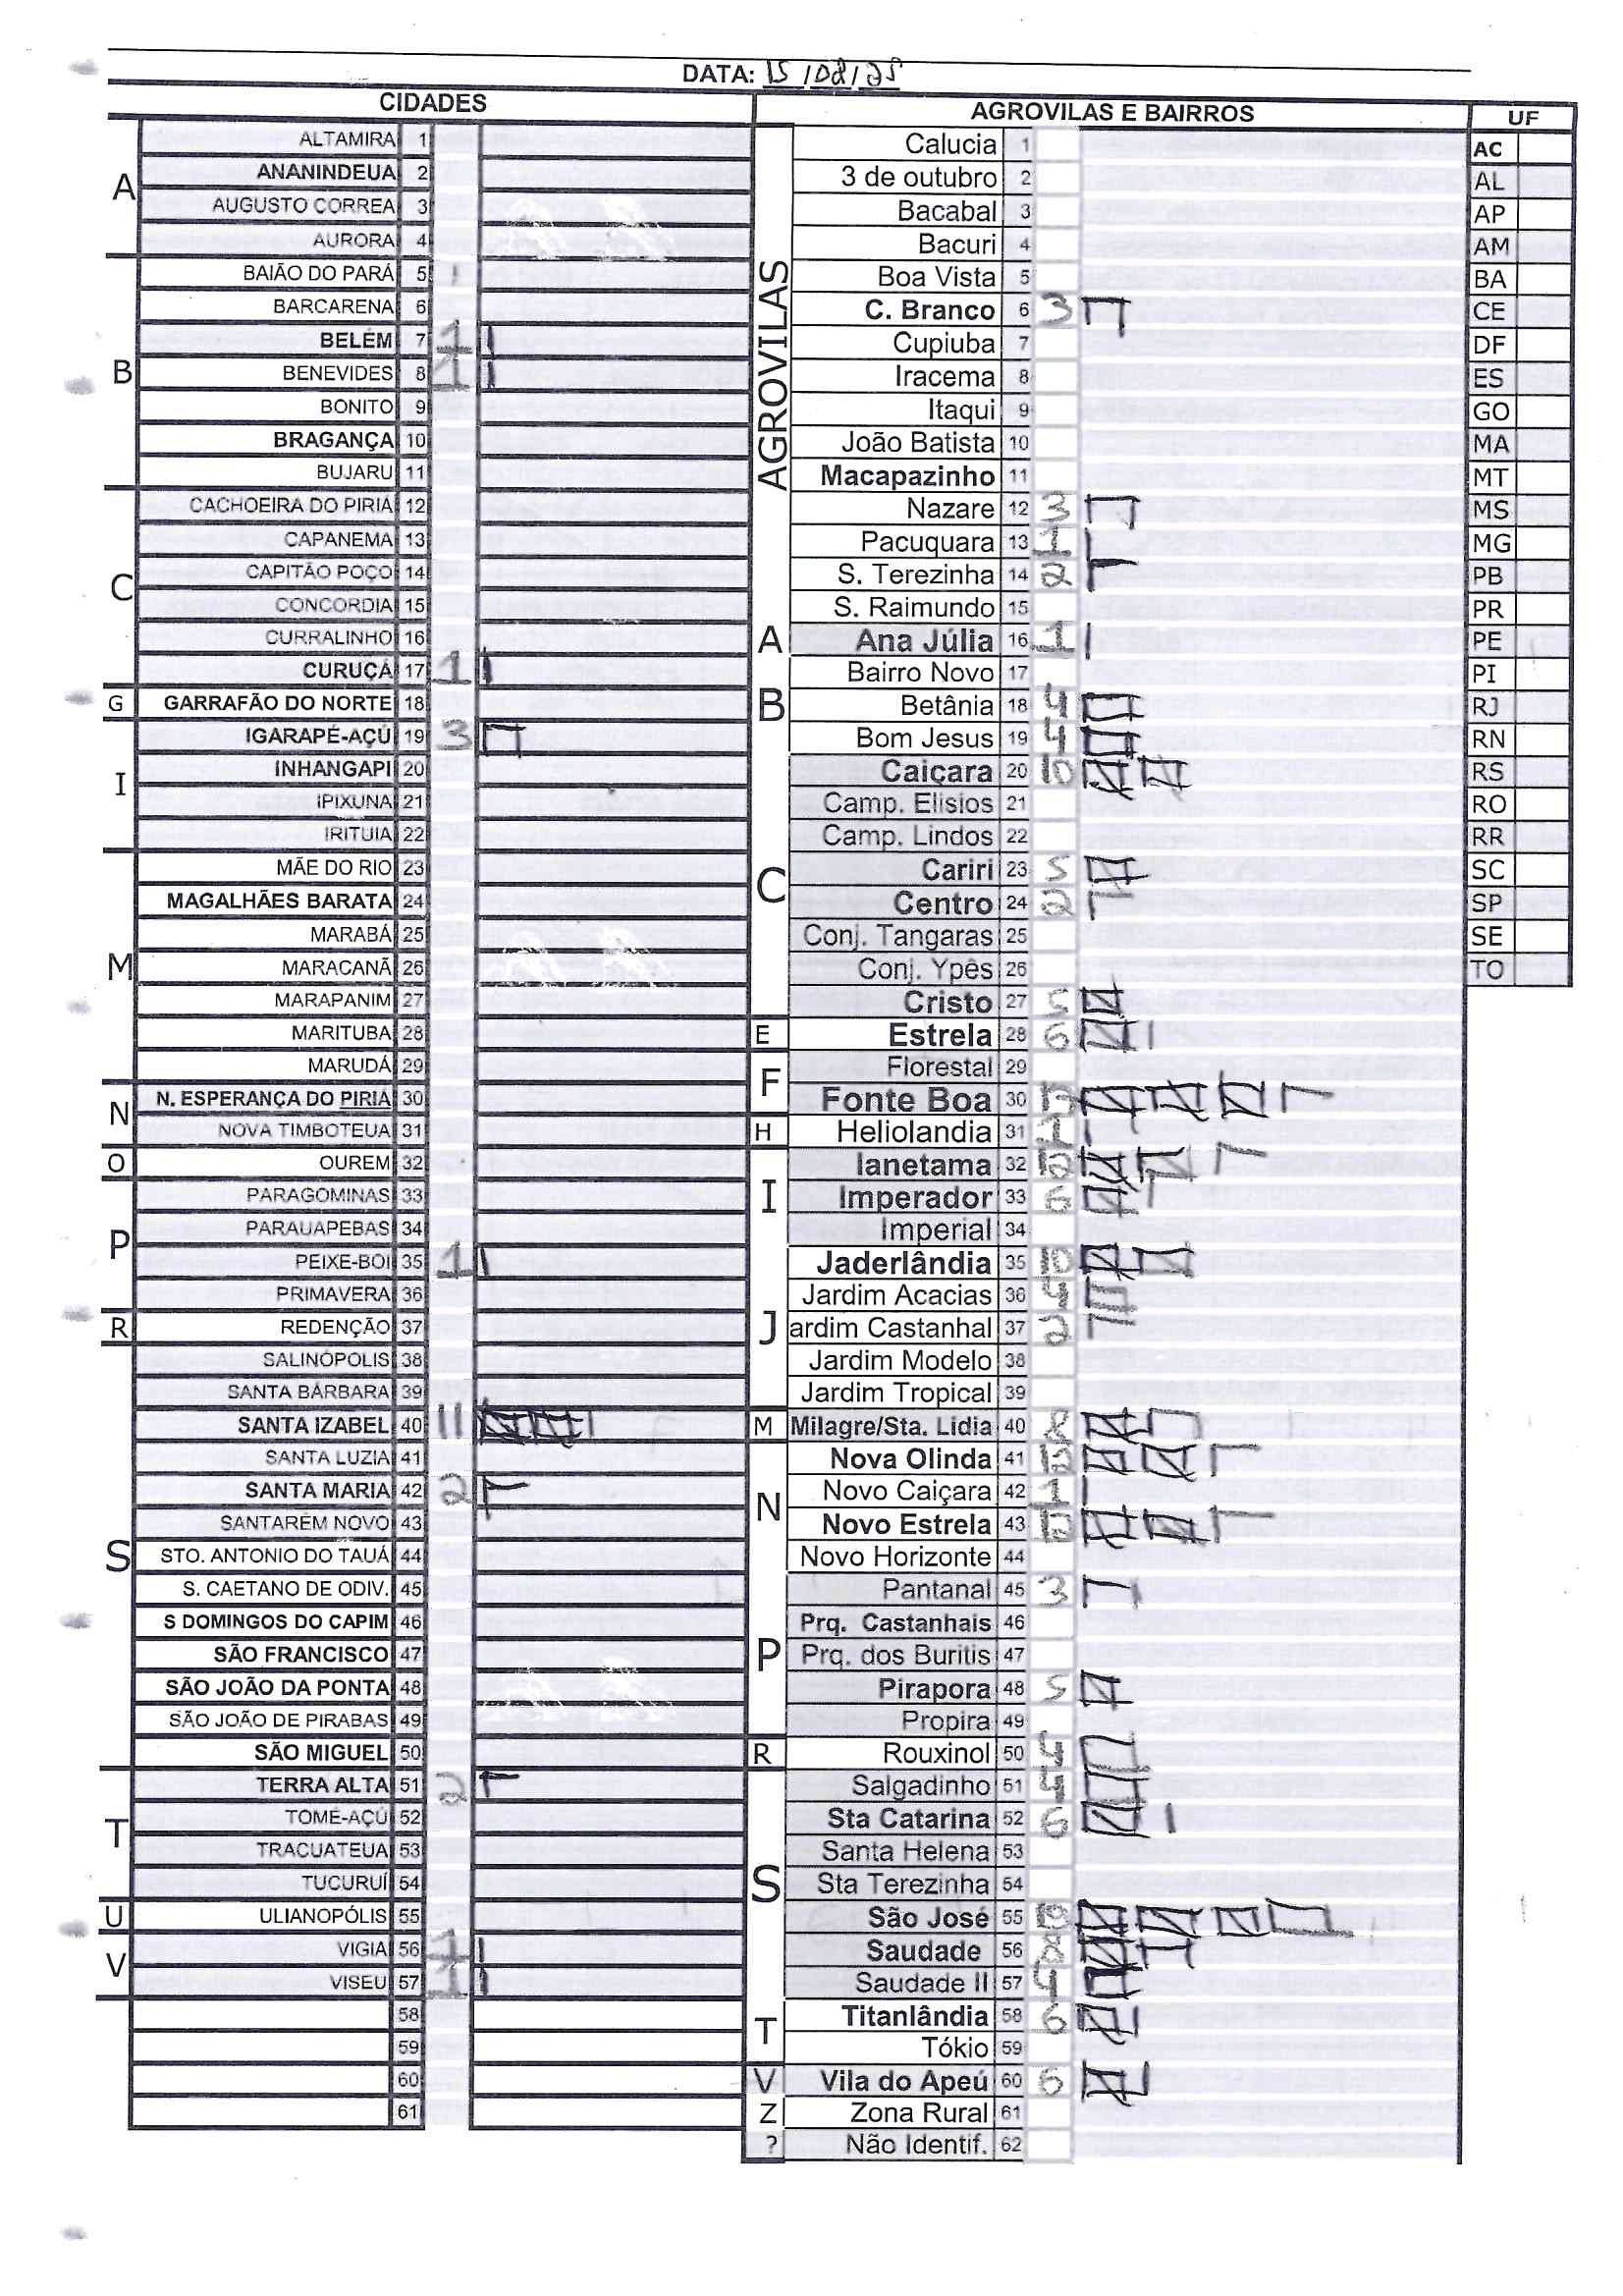 DATA: 15/08/25
CIDADES
AGROVILAS E BAIRROS
UF
A
ALTAMIRA 1
ANANINDEUA 2
AUGUSTO CORREA 3
AURORA 4
B
BAIÃO DO PARÁ 5
BARCARENA 6
BELÉM 7 1
BENEVIDES 8 1
BONITO 9
BRAGANÇA 10
BUJARU 11
C
CACHOEIRA DO PIRIÁ 12
CAPANEMA 13
CAPITÃO POÇO 14
CONCORDIA 15
CURRALINHO 16
CURUÇÁ 17 1
G
GARRAFÃO DO NORTE 18
I
IGARAPÉ-AÇÚ 19 3
INHANGAPI 20
IPIXUNA 21
IRITUIA 22
M
MÃE DO RIO 23
MAGALHÃES BARATA 24
MARABÁ 25
MARACANÃ 26
MARAPANIM 27
MARITUBA 28
MARUDÁ 29
N
N. ESPERANÇA DO PIRIÁ 30
NOVA TIMBOTEUA 31
O
OUREM 32
P
PARAGOMINAS 33
PARAUAPEBAS 34
PEIXE-BOI 35 1
PRIMAVERA 36
R
REDENÇÃO 37
S
SALINÓPOLIS 38
SANTA BÁRBARA 39
SANTA IZABEL 40 11
SANTA LUZIA 41
SANTA MARIA 42 2
SANTARÉM NOVO 43
STO. ANTONIO DO TAUÁ 44
S. CAETANO DE ODIV. 45
S DOMINGOS DO CAPIM 46
SÃO FRANCISCO 47
SÃO JOÃO DA PONTA 48
SÃO JOÃO DE PIRABAS 49
SÃO MIGUEL 50
T
TERRA ALTA 51 2
TOMÉ-AÇÚ 52
TRACUATEUA 53
TUCURUÍ 54
U
ULIANOPÓLIS 55
V
VIGIA 56 1
VISEU 57 1
58
59
60
61
AGROVILAS
Calucia 1
3 de outubro 2
Bacabal 3
Bacuri 4
Boa Vista 5
C. Branco 6 3
Cupiuba 7
Iracema 8
Itaqui 9
João Batista 10
Macapazinho 11
Nazare 12 3
Pacuquara 13 1
S. Terezinha 14 2
S. Raimundo 15
A
Ana Júlia 16 1
Bairro Novo 17
B
Betânia 18 4
Bom Jesus 19 4
Caiçara 20 10
Camp. Elisios 21
Camp. Lindos 22
C
Cariri 23 5
Centro 24 2
Conj. Tangaras 25
Conj. Ypês 26
Cristo 27 5
E
Estrela 28 6
F
Florestal 29
Fonte Boa 30
H
Heliolandia 31 1
I
Ianetama 32 12
Imperador 33 6
Imperial 34
Jaderlândia 35 10
Jardim Acacias 36 4
J
ardim Castanhal 37 2
Jardim Modelo 38
Jardim Tropical 39
M
Milagre/Sta. Lidia 40 8
N
Nova Olinda 41 12
Novo Caiçara 42 1
Novo Estrela 43 12
Novo Horizonte 44
P
Pantanal 45 3
Prq. Castanhais 46
Prq. dos Buritis 47
Pirapora 48 5
Propira 49
R
Rouxinol 50 4
S
Salgadinho 51 4
Sta Catarina 52 6
Santa Helena 53
Sta Terezinha 54
São José 55
Saudade 56 8
Saudade II 57 4
T
Titanlândia 58 6
Tókio 59
V
Vila do Apeú 60 6
Z
Zona Rural 61
?
Não Identif. 62
AC
AL
AP
AM
BA
CE
DF
ES
GO
MA
MT
MS
MG
PB
PR
PE
PI
RJ
RN
RS
RO
RR
SC
SP
SE
TO